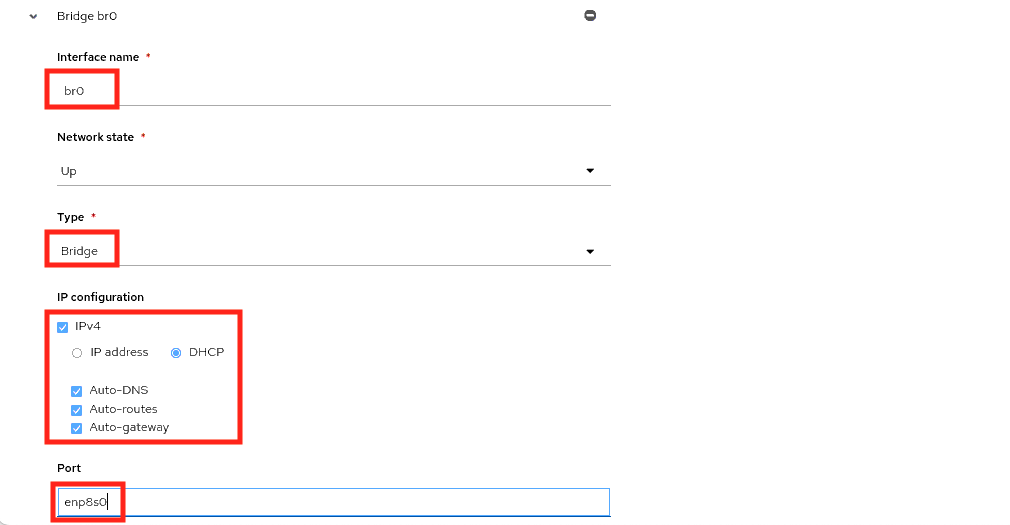 Bridge br0
Interface name *
br0
Network state *
Up
Type *
Bridge
IP configuration
IPv4
IP address DHCP
Auto-DNS
Auto-routes
Auto-gateway
Port
enp8s0